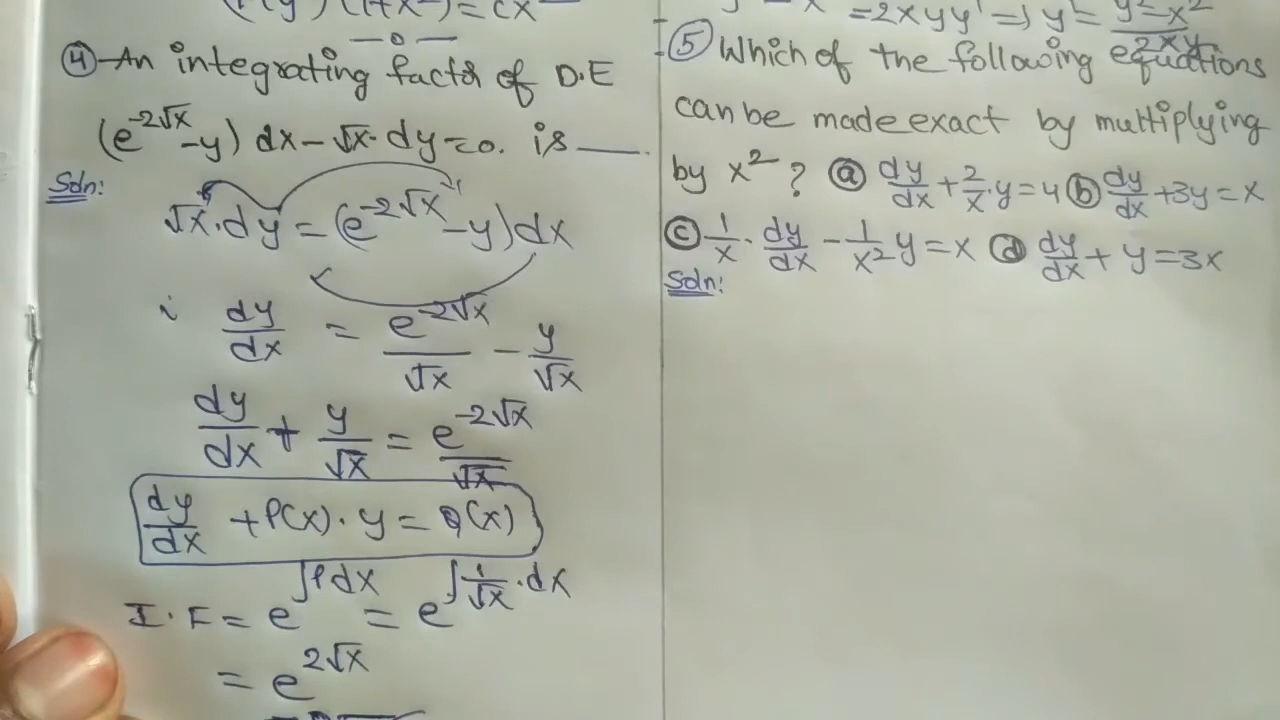 ④ An integrating factor of D.E
(e^{-2√x} - y) dx - √x · dy = 0. is ____.
Soln:
√x · dy = (e^{-2√x} - y) dx
dy/dx = e^{-2√x}/√x - y/√x
dy/dx + y/√x = e^{-2√x}/√x
dy/dx + P(x) · y = Q(x)
I.F = e^{∫Pdx} = e^{∫1/√x · dx}
= e^{2√x}
= 2xyy' ⇒ y' = y²-x²/2xy
⑤ Which of the following equations
can be made exact by multiplying
by x² ? ⓐ dy/dx + 2/x · y = 4 ⓑ dy/dx + 3y = x
ⓒ 1/x · dy/dx - 1/x² y = x ⓓ dy/dx + y = 3x
Soln: